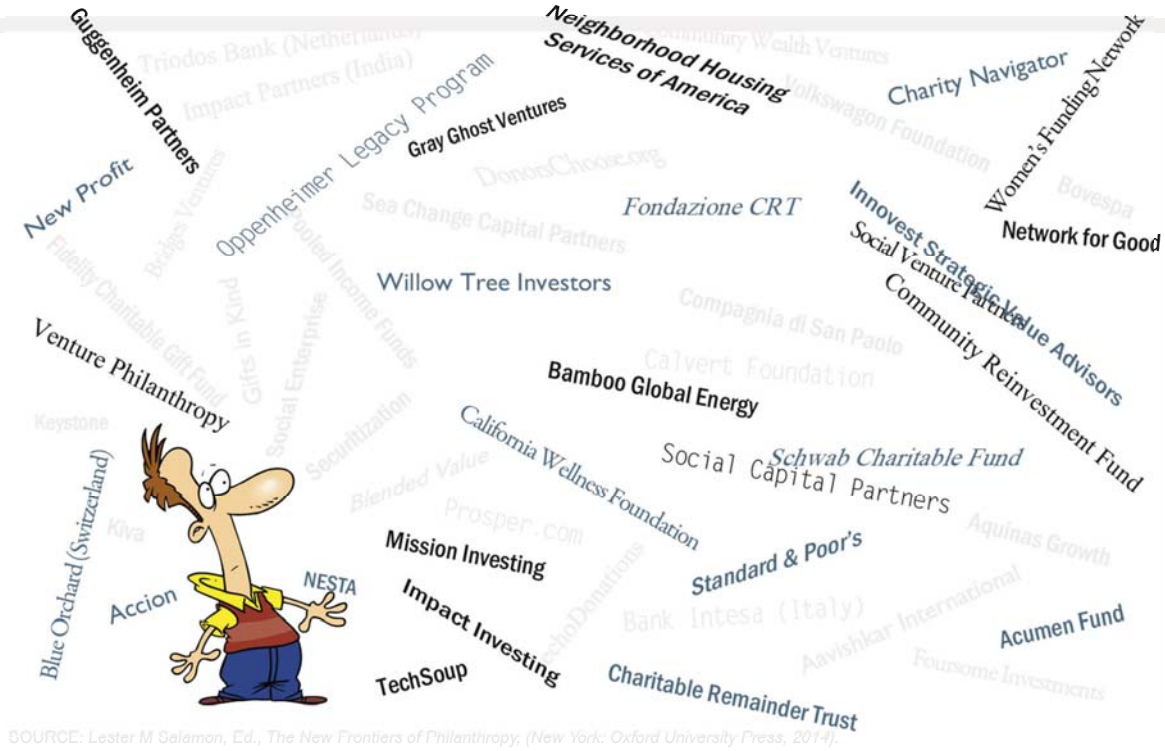 Guggenheim Partners
Triodos Bank (Netherlands)
Impact Partners (India)
Oppenheimer Legacy Program
Neighborhood Housing
Services of America
Community Wealth Ventures
Volkswagon Foundation
Charity Navigator
Women's Funding Network
Gray Ghost Ventures
DonorsChoose.org
New Profit
Bridges Ventures
Sea Change Capital Partners
Fondazione CRT
Bovespa
Network for Good
Innovest Strategic Value Advisors
Social Venture Partners
Community Reinvestment Fund
Fidelity Charitable Gift Fund
Pooled Income Funds
Willow Tree Investors
Gifts in Kind
Social Enterprise
Compagnia di San Paolo
Calvert Foundation
Venture Philanthropy
Bamboo Global Energy
Keystone
Securitization
California Wellness Foundation
Social Capital Partners
Schwab Charitable Fund
Blended Value
Blue Orchard (Switzerland)
Kiva
Prosper.com
Aquinas Growth
Mission Investing
Standard & Poor's
NESTA
Accion
Impact Investing
echoDonations
Bank Intesa (Italy)
Aavishkar International
Acumen Fund
Foursome Investments
TechSoup
Charitable Remainder Trust
SOURCE: Lester M Salamon, Ed., The New Frontiers of Philanthropy, (New York: Oxford University Press, 2014).